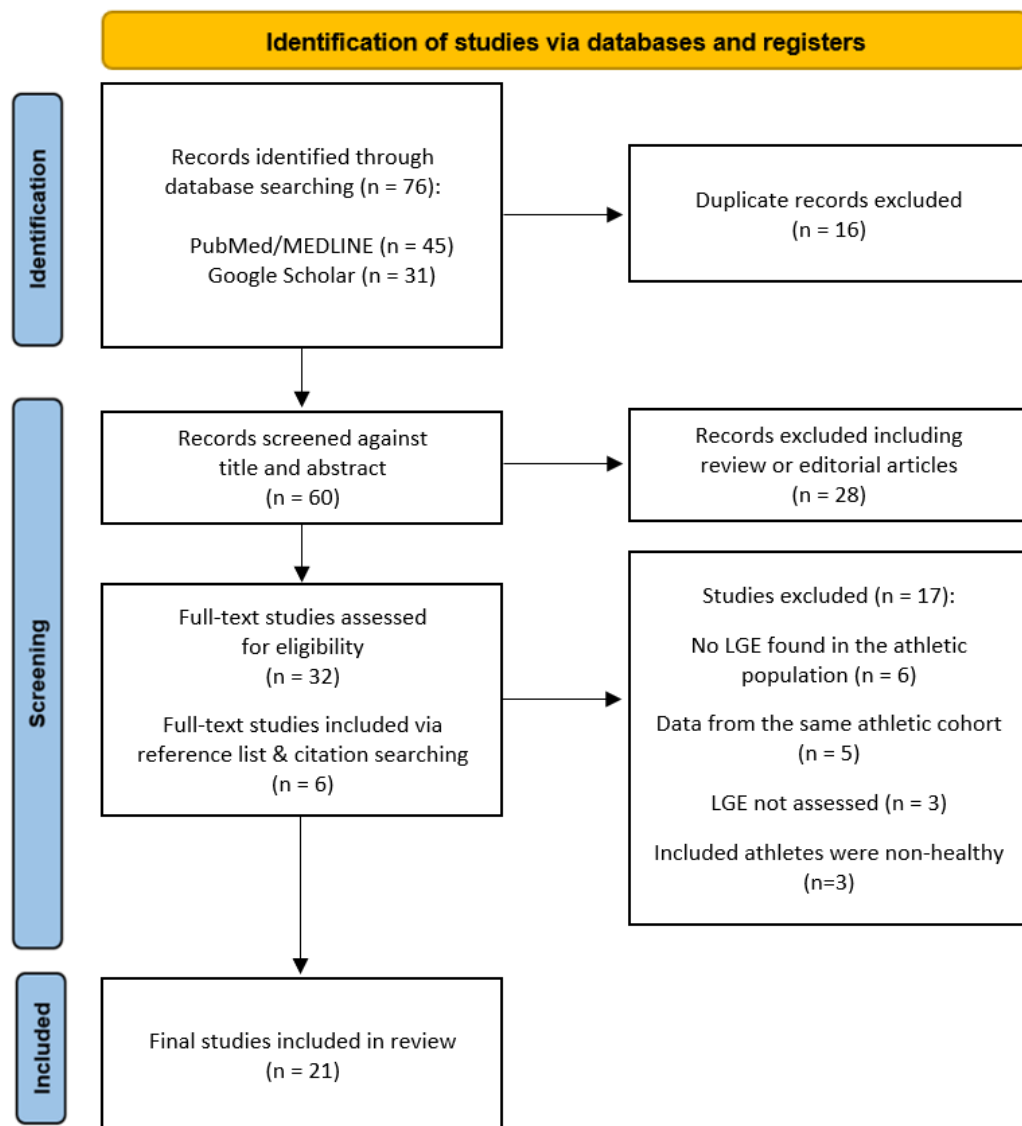 Identification of studies via databases and registers
Identification
Records identified through
database searching (n = 76):
PubMed/MEDLINE (n = 45)
Google Scholar (n = 31)
Duplicate records excluded
(n = 16)
Screening
Records screened against
title and abstract
(n = 60)
Records excluded including
review or editorial articles
(n = 28)
Full-text studies assessed
for eligibility
(n = 32)
Full-text studies included via
reference list & citation searching
(n = 6)
Studies excluded (n = 17):
No LGE found in the athletic
population (n = 6)
Data from the same athletic cohort
(n = 5)
LGE not assessed (n = 3)
Included athletes were non-healthy
(n=3)
Included
Final studies included in review
(n = 21)